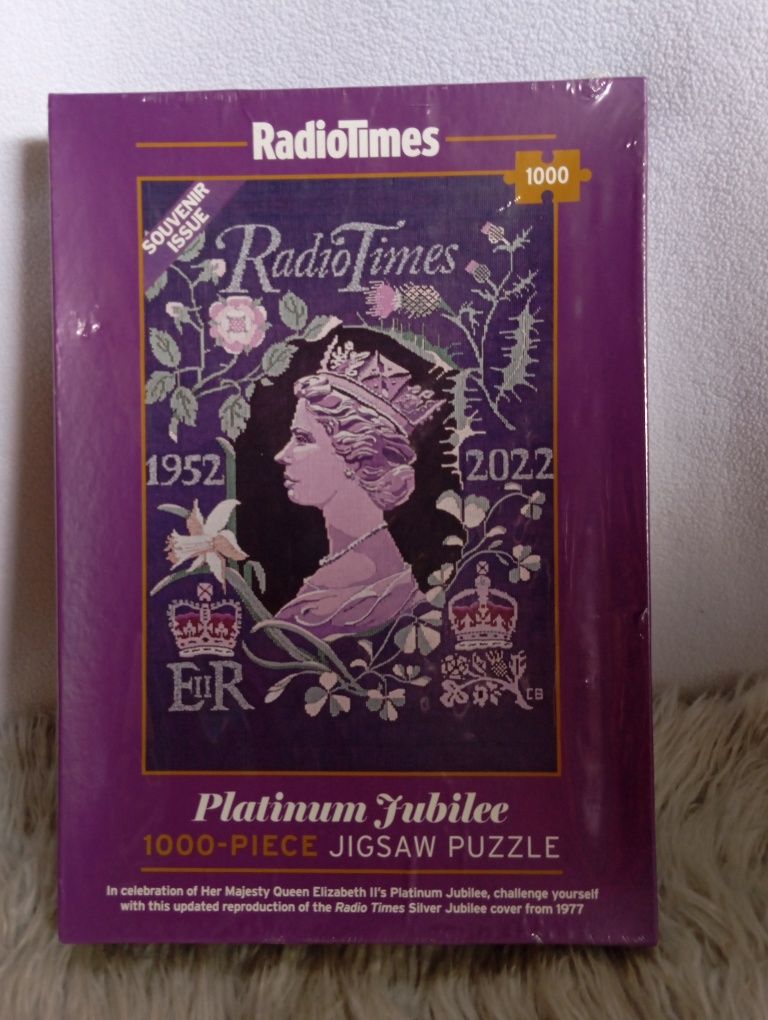 RadioTimes
1000
SOUVENIR
ISSUE
RadioTimes
1952
2022
EIIR
CB
Platinum Jubilee
1000-PIECE JIGSAW PUZZLE
In celebration of Her Majesty Queen Elizabeth II's Platinum Jubilee, challenge yourself
with this updated reproduction of the Radio Times Silver Jubilee cover from 1977